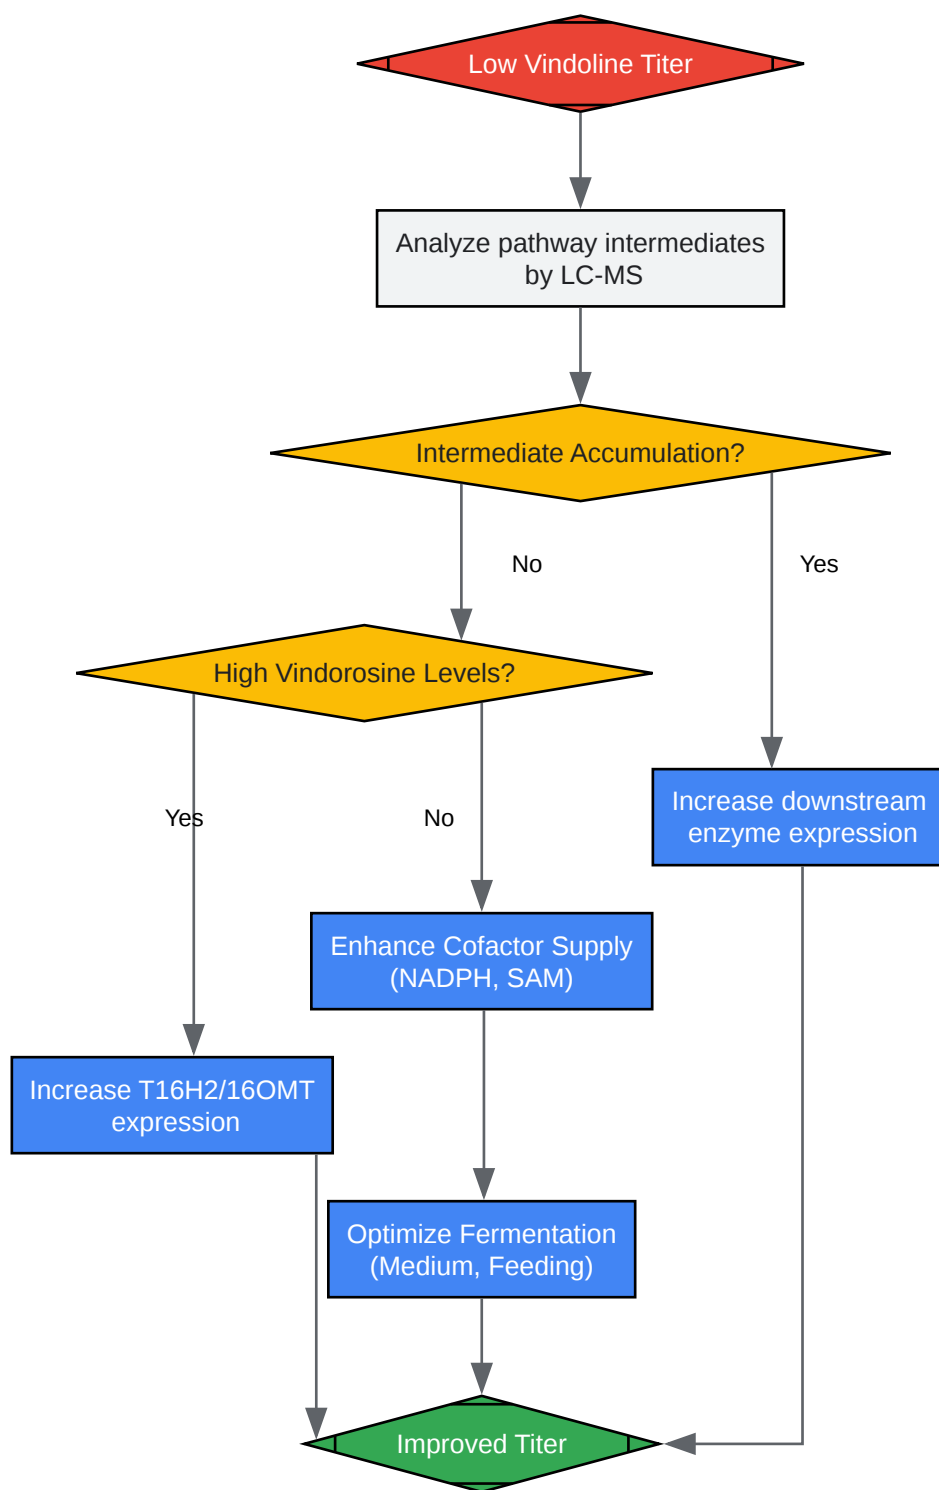 Low Vindoline Titer
Analyze pathway intermediates
by LC-MS
Intermediate Accumulation?
No
Yes
High Vindorosine Levels?
Increase downstream
enzyme expression
Yes
No
Enhance Cofactor Supply
(NADPH, SAM)
Increase T16H2/16OMT
expression
Optimize Fermentation
(Medium, Feeding)
Improved Titer